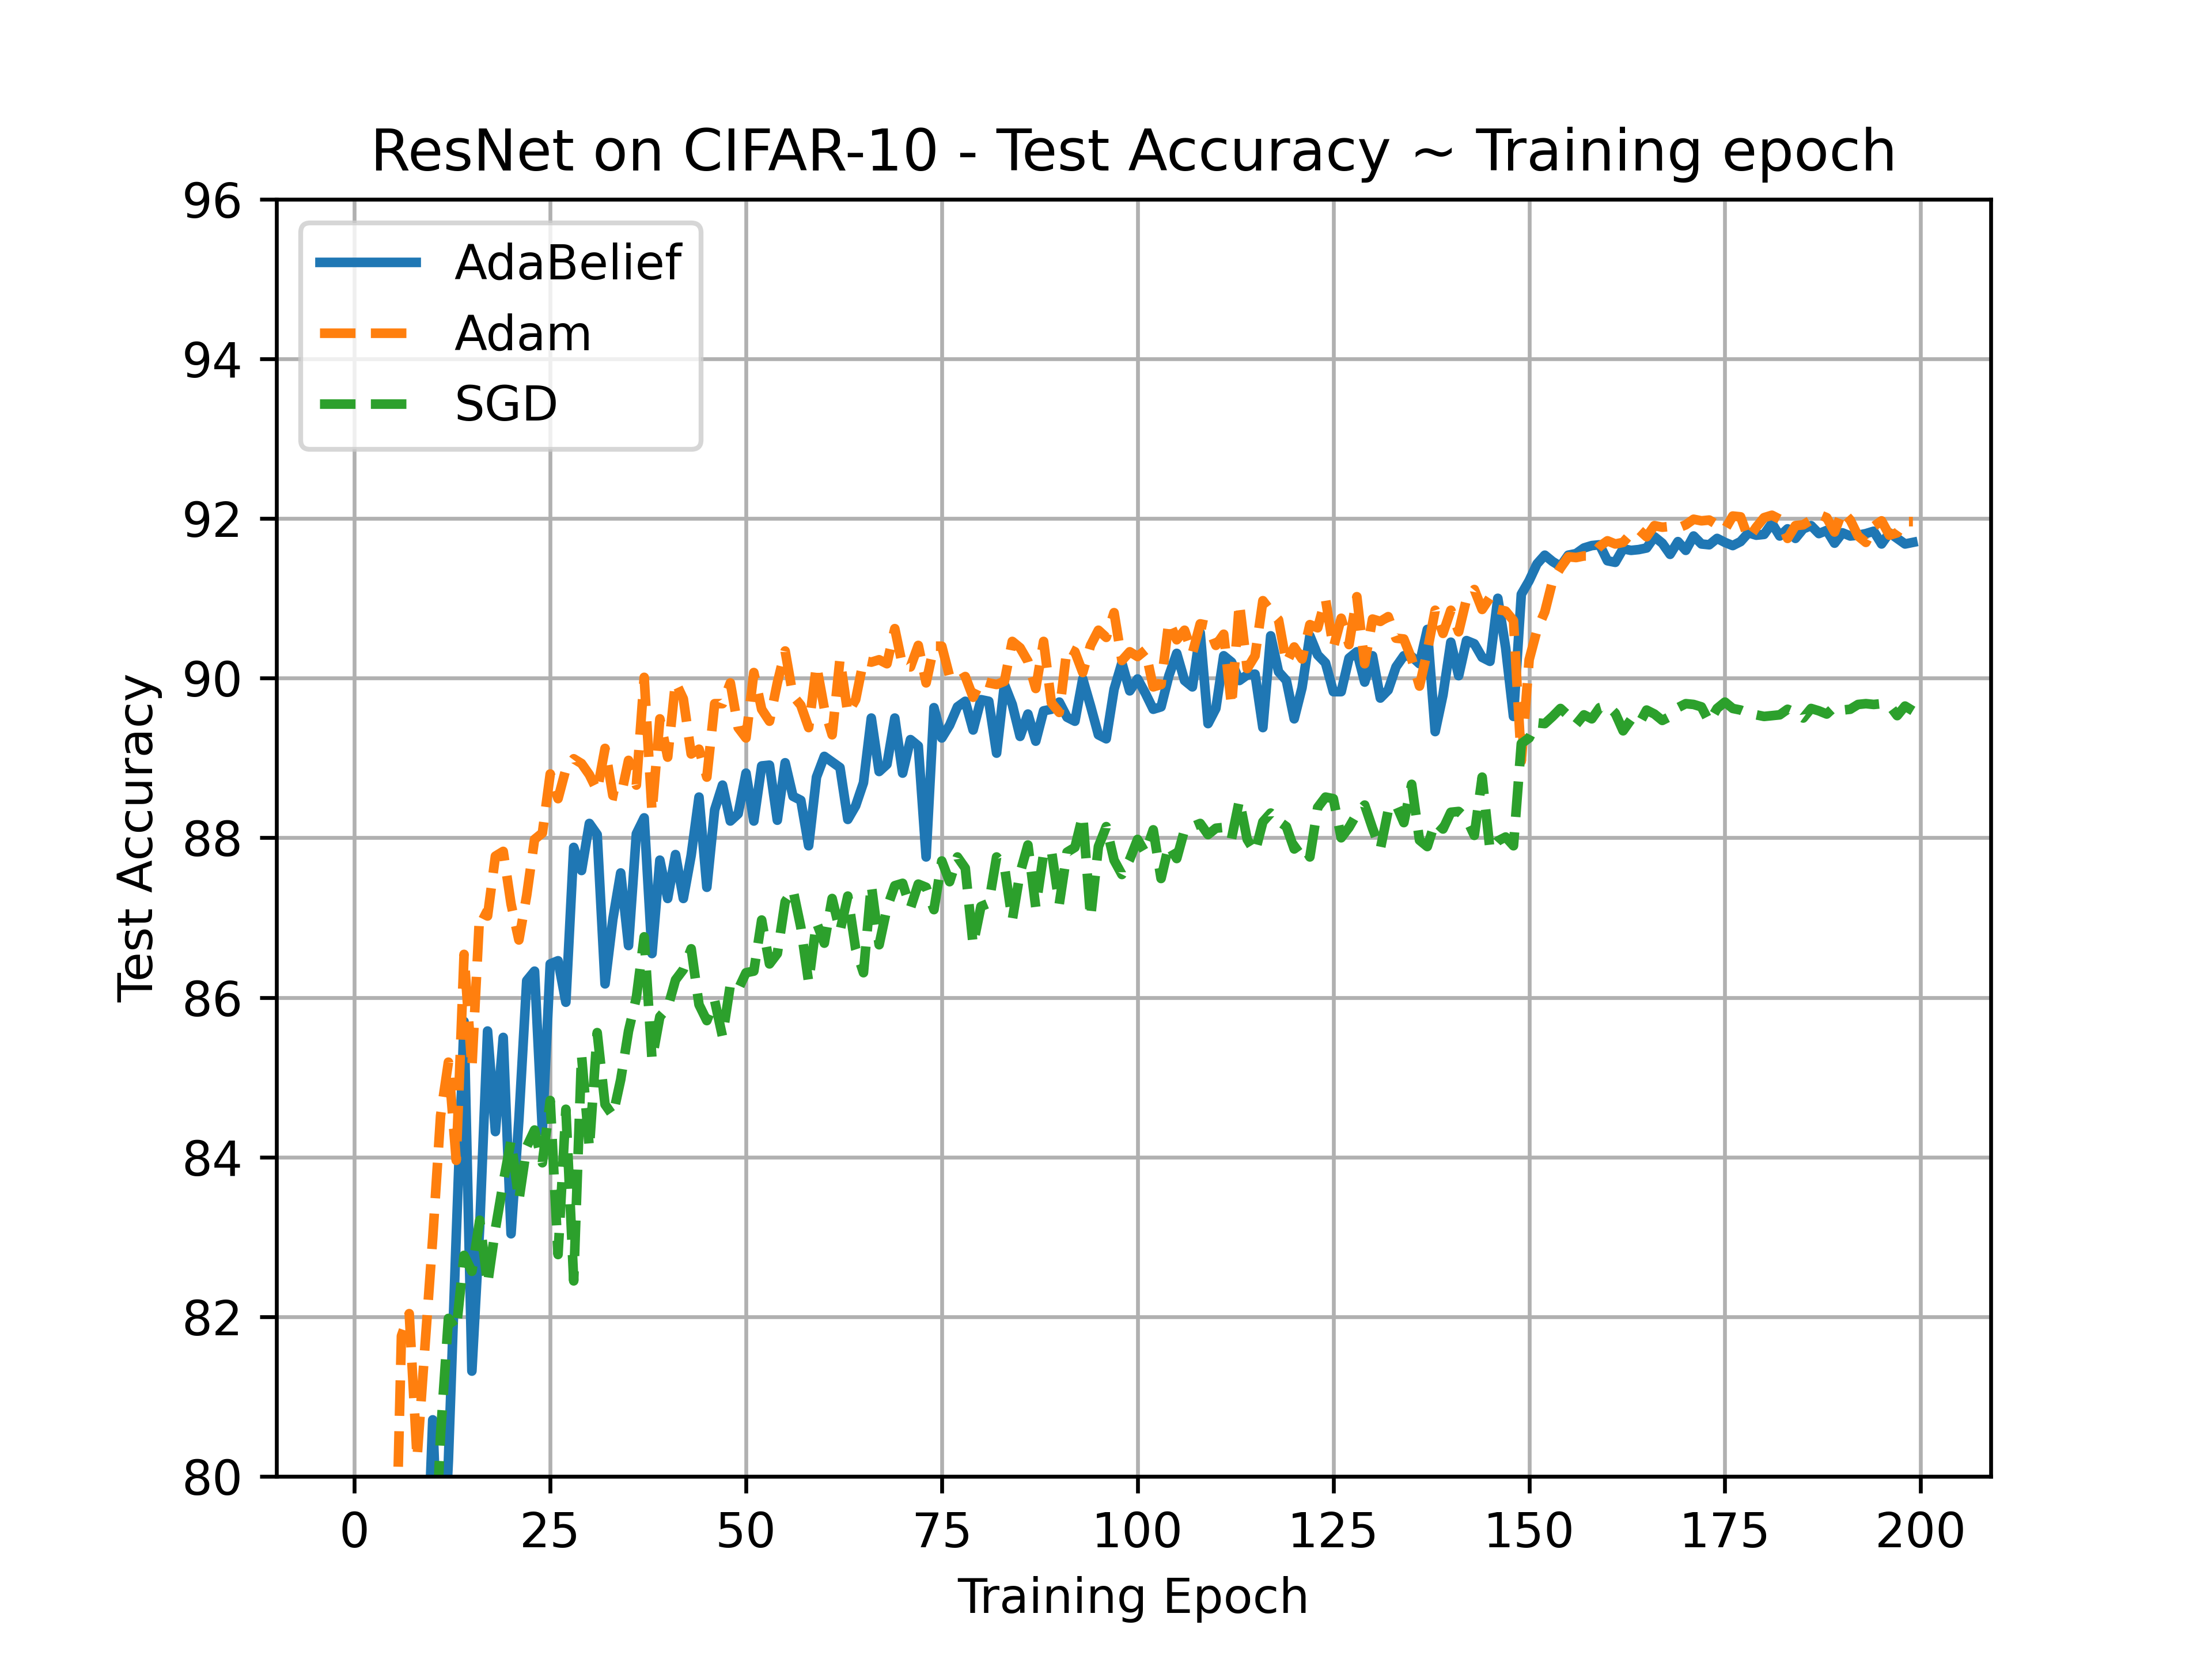 ResNet on CIFAR-10 - Test Accuracy ~ Training epoch
AdaBelief
Adam
SGD
96
94
92
90
88
86
84
82
80
Test Accuracy
0 25 50 75 100 125 150 175 200
Training Epoch